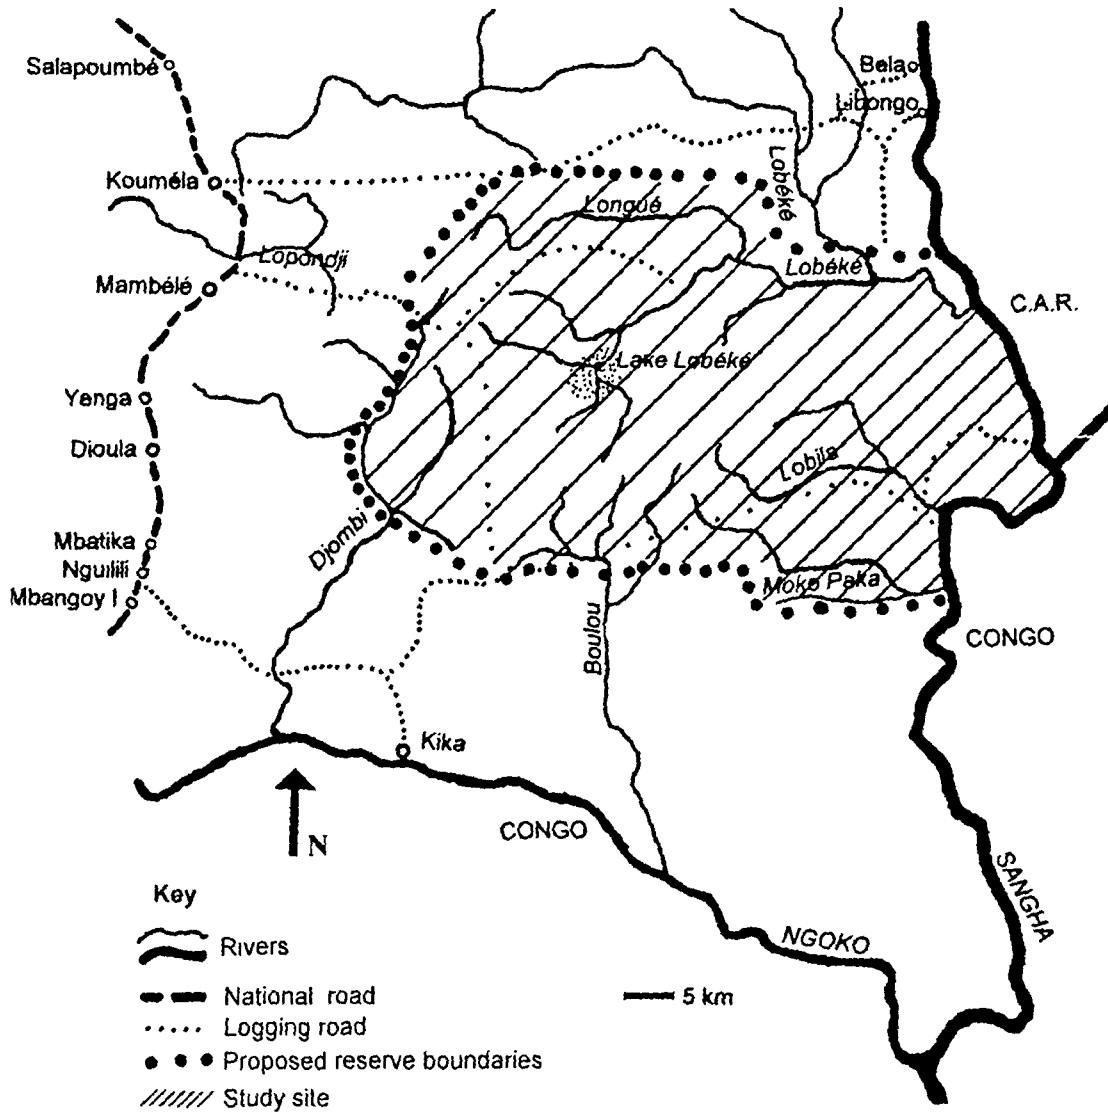 Salapoumbé
Bela
Libongo
Kouméla
Lobéké
Longué
Lopondji
Lobéké
Mambélé
C.A.R.
Lake Lobéké
Yenga
Dioula
Lobila
Djombi
Mbatika
Nguilili
Mbangoy I
Moko Paka
CONGO
Boulou
Kika
CONGO
N
SANGHA
NGOKO
Key
Rivers
National road
Logging road
Proposed reserve boundaries
Study site
5 km